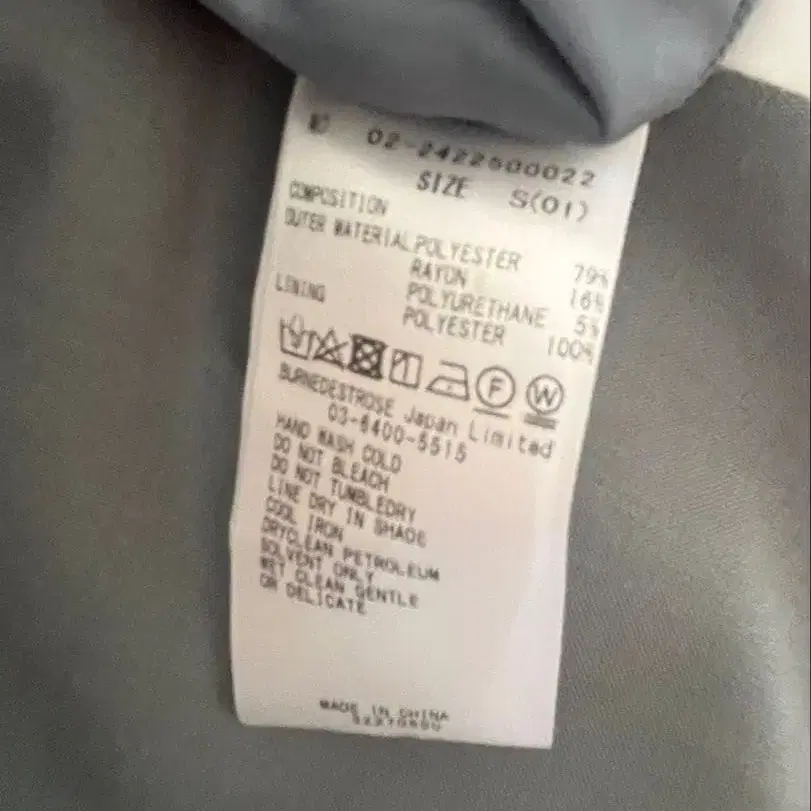 NO 02-2422500022
SIZE S(01)
COMPOSITION
OUTER MATERIAL POLYESTER 79%
RAYON 16%
POLYURETHANE 5%
LINING POLYESTER 100%
F W
BURNEDESTROSE Japan Limited
03-6400-5515
HAND WASH COLD
DO NOT BLEACH
DO NOT TUMBLEDRY
LINE DRY IN SHADE
COOL IRON
DRYCLEAN PETROLEUM
SOLVENT ONLY
WET CLEAN GENTLE
OR DELICATE
MADE IN CHINA